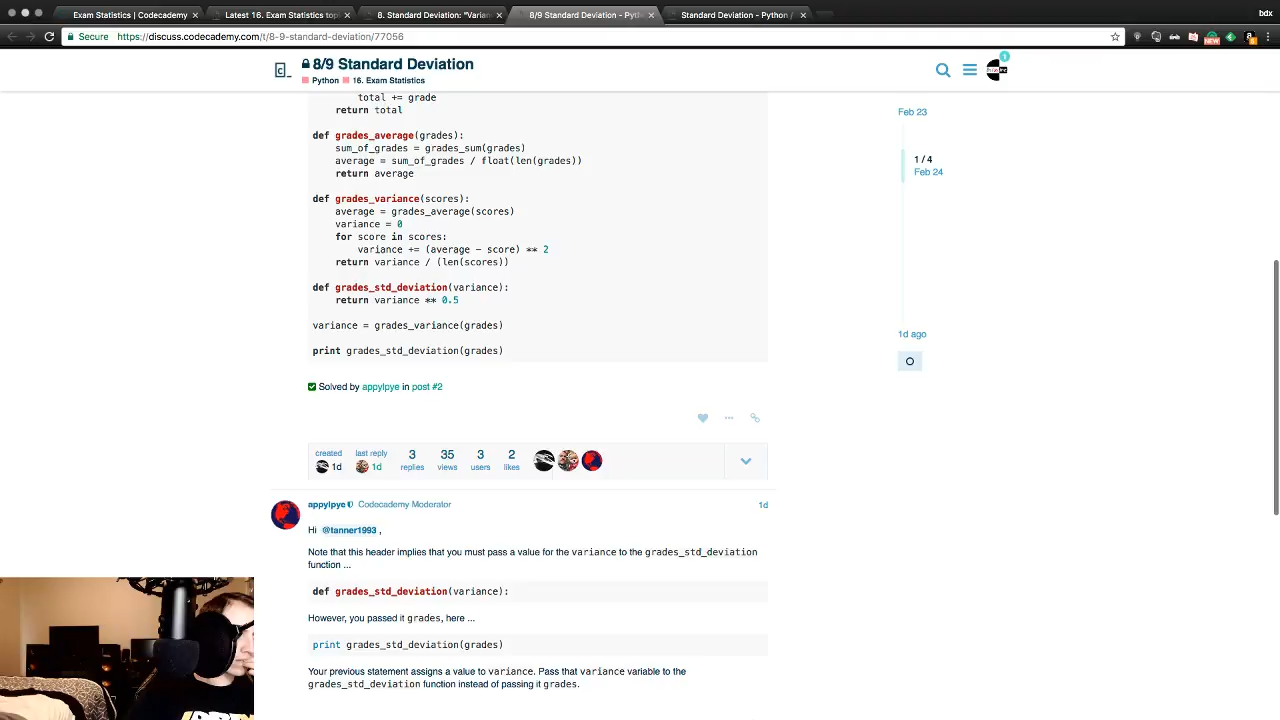 Exam Statistics | Codecademy
Latest 16. Exam Statistics top
8. Standard Deviation: "Varian
8/9 Standard Deviation - Pyth
Standard Deviation - Python /
bdx
Secure
https://discuss.codecademy.com/t/8-9-standard-deviation/77056
NEW
8/9 Standard Deviation
Python 16. Exam Statistics
1
total += grade
return total
def grades_average(grades):
sum_of_grades = grades_sum(grades)
average = sum_of_grades / float(len(grades))
return average
def grades_variance(scores):
average = grades_average(scores)
variance = 0
for score in scores:
variance += (average - score) ** 2
return variance / (len(scores))
def grades_std_deviation(variance):
return variance ** 0.5
variance = grades_variance(grades)
print grades_std_deviation(grades)
Feb 23
1 / 4
Feb 24
1d ago
Solved by appylpye in post #2
created last reply 3 35 3 2
1d 1d replies views users likes
appylpye Codecademy Moderator 1d
Hi @tanner1993 ,
Note that this header implies that you must pass a value for the variance to the grades_std_deviation
function ...
def grades_std_deviation(variance):
However, you passed it grades, here ...
print grades_std_deviation(grades)
Your previous statement assigns a value to variance. Pass that variance variable to the
grades_std_deviation function instead of passing it grades.